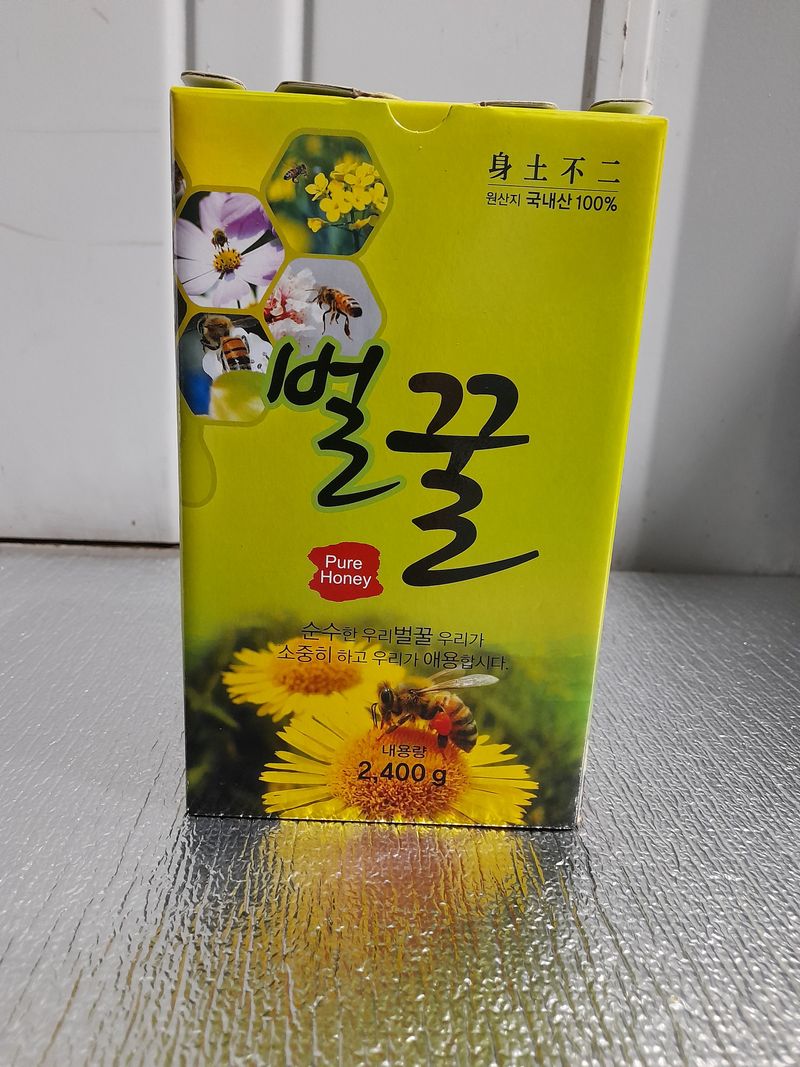 身土不二
원산지 국내산 100%
벌꿀
Pure
Honey
순수한 우리벌꿀 우리가
소중히 하고 우리가 애용합시다.
내용량
2,400 g